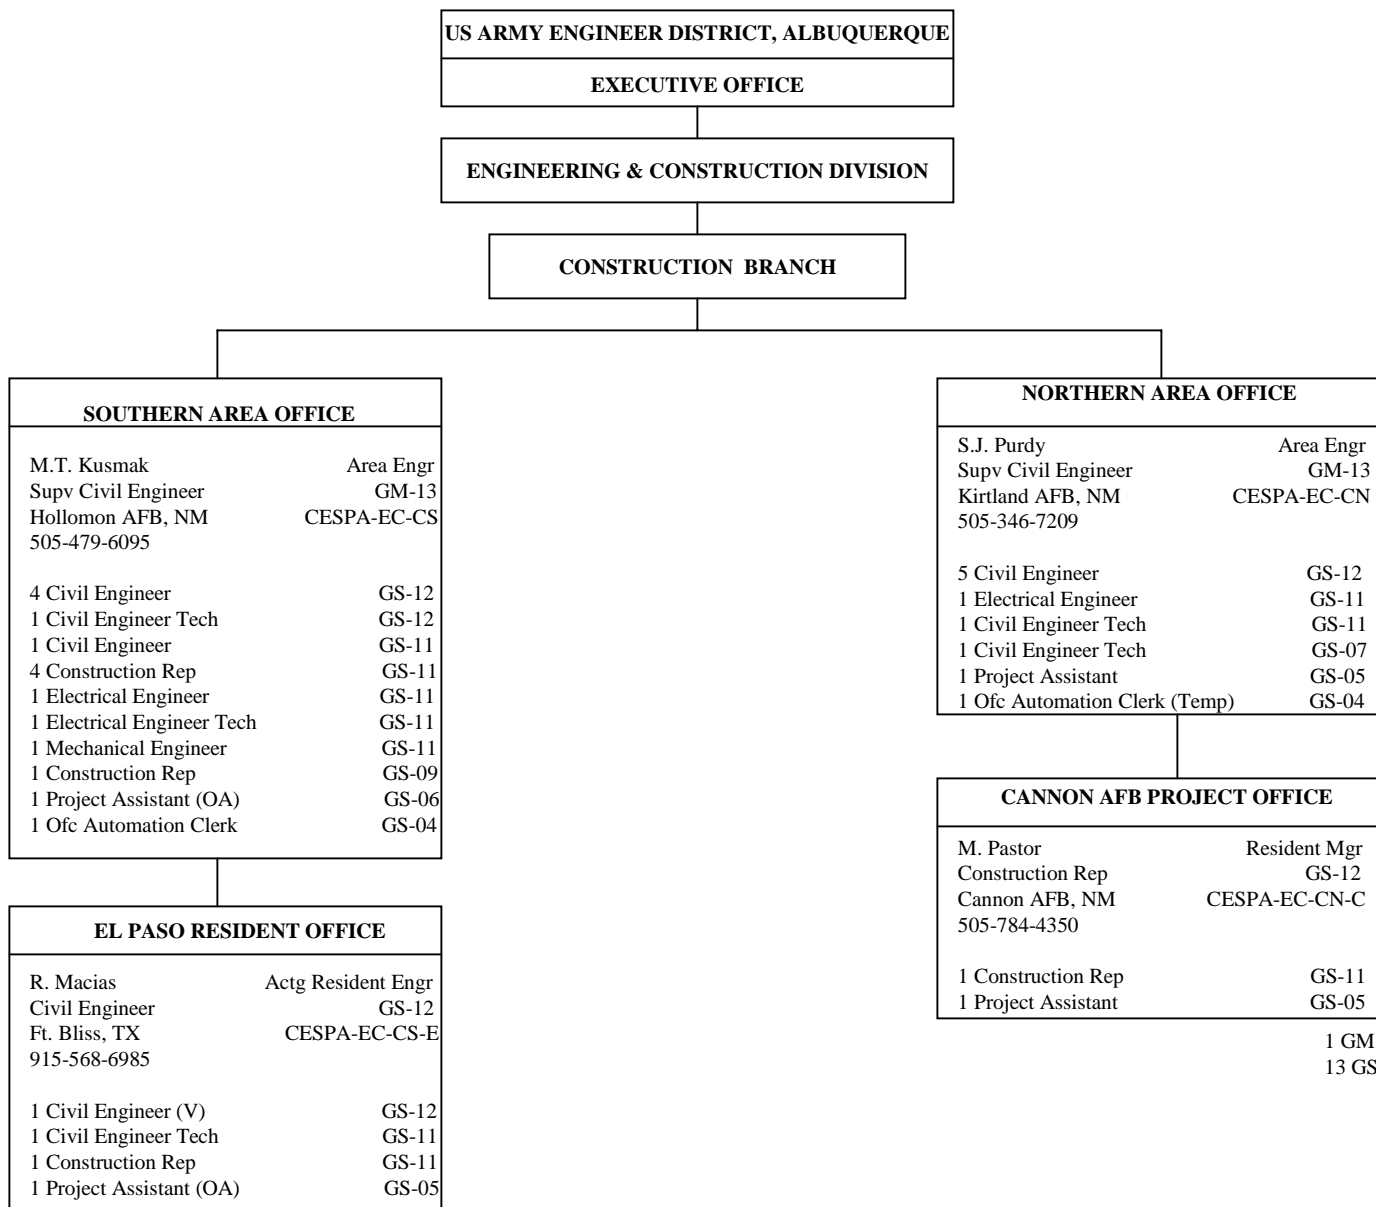 US ARMY ENGINEER DISTRICT, ALBUQUERQUE
EXECUTIVE OFFICE
ENGINEERING & CONSTRUCTION DIVISION
CONSTRUCTION BRANCH
SOUTHERN AREA OFFICE
M.T. Kusmak Area Engr
Supv Civil Engineer GM-13
Hollomon AFB, NM CESPA-EC-CS
505-479-6095
4 Civil Engineer GS-12
1 Civil Engineer Tech GS-12
1 Civil Engineer GS-11
4 Construction Rep GS-11
1 Electrical Engineer GS-11
1 Electrical Engineer Tech GS-11
1 Mechanical Engineer GS-11
1 Construction Rep GS-09
1 Project Assistant (OA) GS-06
1 Ofc Automation Clerk GS-04
EL PASO RESIDENT OFFICE
R. Macias Actg Resident Engr
Civil Engineer GS-12
Ft. Bliss, TX CESPA-EC-CS-E
915-568-6985
1 Civil Engineer (V) GS-12
1 Civil Engineer Tech GS-11
1 Construction Rep GS-11
1 Project Assistant (OA) GS-05
NORTHERN AREA OFFICE
S.J. Purdy Area Engr
Supv Civil Engineer GM-13
Kirtland AFB, NM CESPA-EC-CN
505-346-7209
5 Civil Engineer GS-12
1 Electrical Engineer GS-11
1 Civil Engineer Tech GS-11
1 Civil Engineer Tech GS-07
1 Project Assistant GS-05
1 Ofc Automation Clerk (Temp) GS-04
CANNON AFB PROJECT OFFICE
M. Pastor Resident Mgr
Construction Rep GS-12
Cannon AFB, NM CESPA-EC-CN-C
505-784-4350
1 Construction Rep GS-11
1 Project Assistant GS-05
1 GM
13 GS